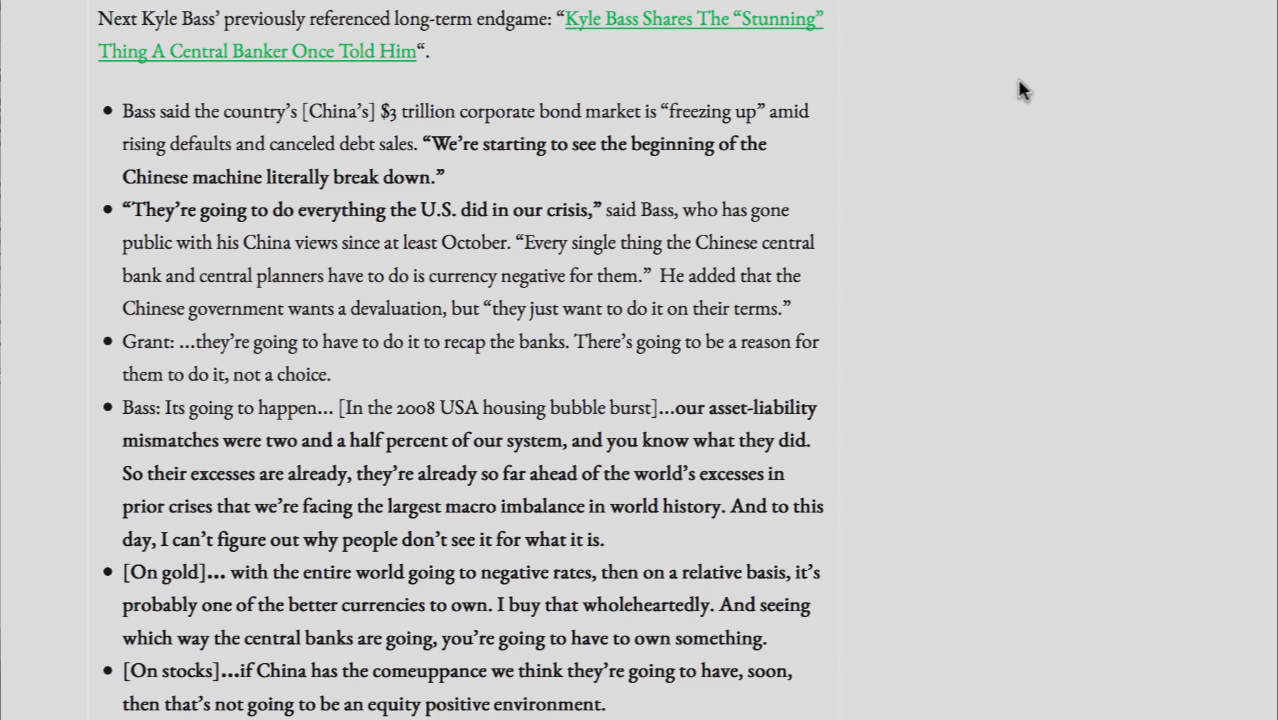 Next Kyle Bass’ previously referenced long-term endgame: “Kyle Bass Shares The “Stunning”
Thing A Central Banker Once Told Him“.
• Bass said the country’s [China’s] $3 trillion corporate bond market is “freezing up” amid
rising defaults and canceled debt sales. “We’re starting to see the beginning of the
Chinese machine literally break down.”
• “They’re going to do everything the U.S. did in our crisis,” said Bass, who has gone
public with his China views since at least October. “Every single thing the Chinese central
bank and central planners have to do is currency negative for them.” He added that the
Chinese government wants a devaluation, but “they just want to do it on their terms.”
• Grant: …they’re going to have to do it to recap the banks. There’s going to be a reason for
them to do it, not a choice.
• Bass: Its going to happen… [In the 2008 USA housing bubble burst]…our asset-liability
mismatches were two and a half percent of our system, and you know what they did.
So their excesses are already, they’re already so far ahead of the world’s excesses in
prior crises that we’re facing the largest macro imbalance in world history. And to this
day, I can’t figure out why people don’t see it for what it is.
• [On gold]… with the entire world going to negative rates, then on a relative basis, it’s
probably one of the better currencies to own. I buy that wholeheartedly. And seeing
which way the central banks are going, you’re going to have to own something.
• [On stocks]…if China has the comeuppance we think they’re going to have, soon,
then that’s not going to be an equity positive environment.